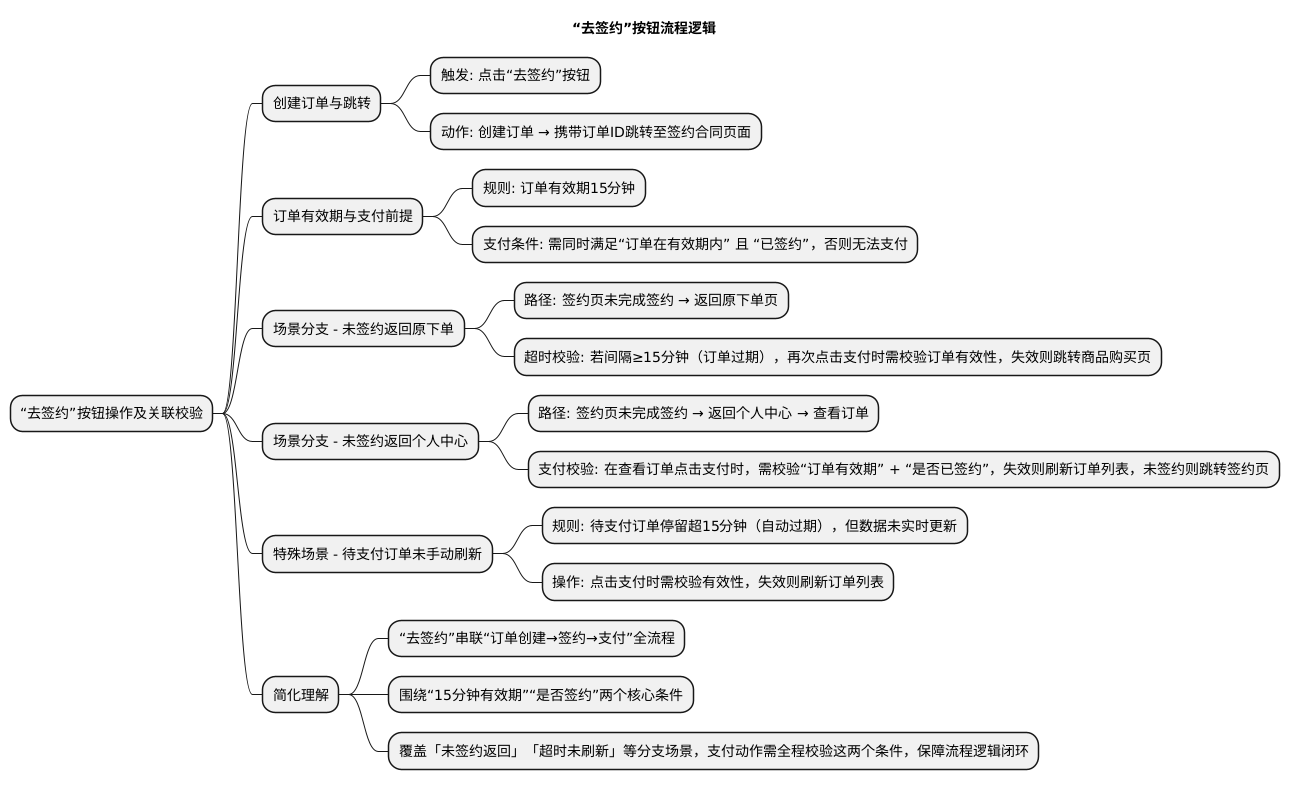 “去签约”按钮流程逻辑
“去签约”按钮操作及关联校验
创建订单与跳转
触发: 点击“去签约”按钮
动作: 创建订单 → 携带订单ID跳转至签约合同页面
订单有效期与支付前提
规则: 订单有效期15分钟
支付条件: 需同时满足“订单在有效期内” 且 “已签约”，否则无法支付
场景分支 - 未签约返回原下单
路径: 签约页未完成签约 → 返回原下单页
超时校验: 若间隔≥15分钟（订单过期），再次点击支付时需校验订单有效性，失效则跳转商品购买页
场景分支 - 未签约返回个人中心
路径: 签约页未完成签约 → 返回个人中心 → 查看订单
支付校验: 在查看订单点击支付时，需校验“订单有效期” + “是否已签约”，失效则刷新订单列表，未签约则跳转签约页
特殊场景 - 待支付订单未手动刷新
规则: 待支付订单停留超15分钟（自动过期），但数据未实时更新
操作: 点击支付时需校验有效性，失效则刷新订单列表
简化理解
“去签约”串联“订单创建→签约→支付”全流程
围绕“15分钟有效期”“是否签约”两个核心条件
覆盖「未签约返回」「超时未刷新」等分支场景，支付动作需全程校验这两个条件，保障流程逻辑闭环